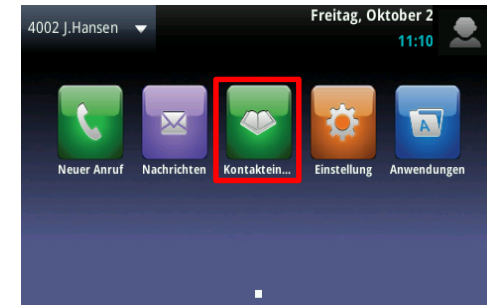 4002 J.Hansen
Freitag, Oktober 2
11:10
Neuer Anruf
Nachrichten
Kontaktein...
Einstellung
Anwendungen
A